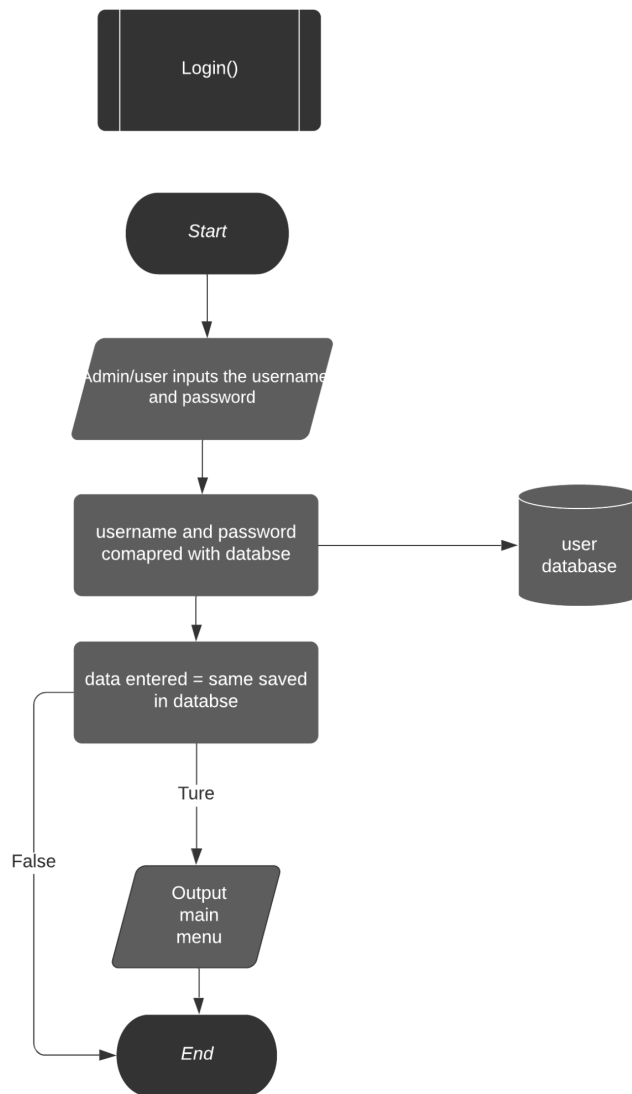 Login()
Start
Admin/user inputs the username
and password
username and password
comapred with databse
user
database
data entered = same saved
in databse
Ture
False
Output
main
menu
End